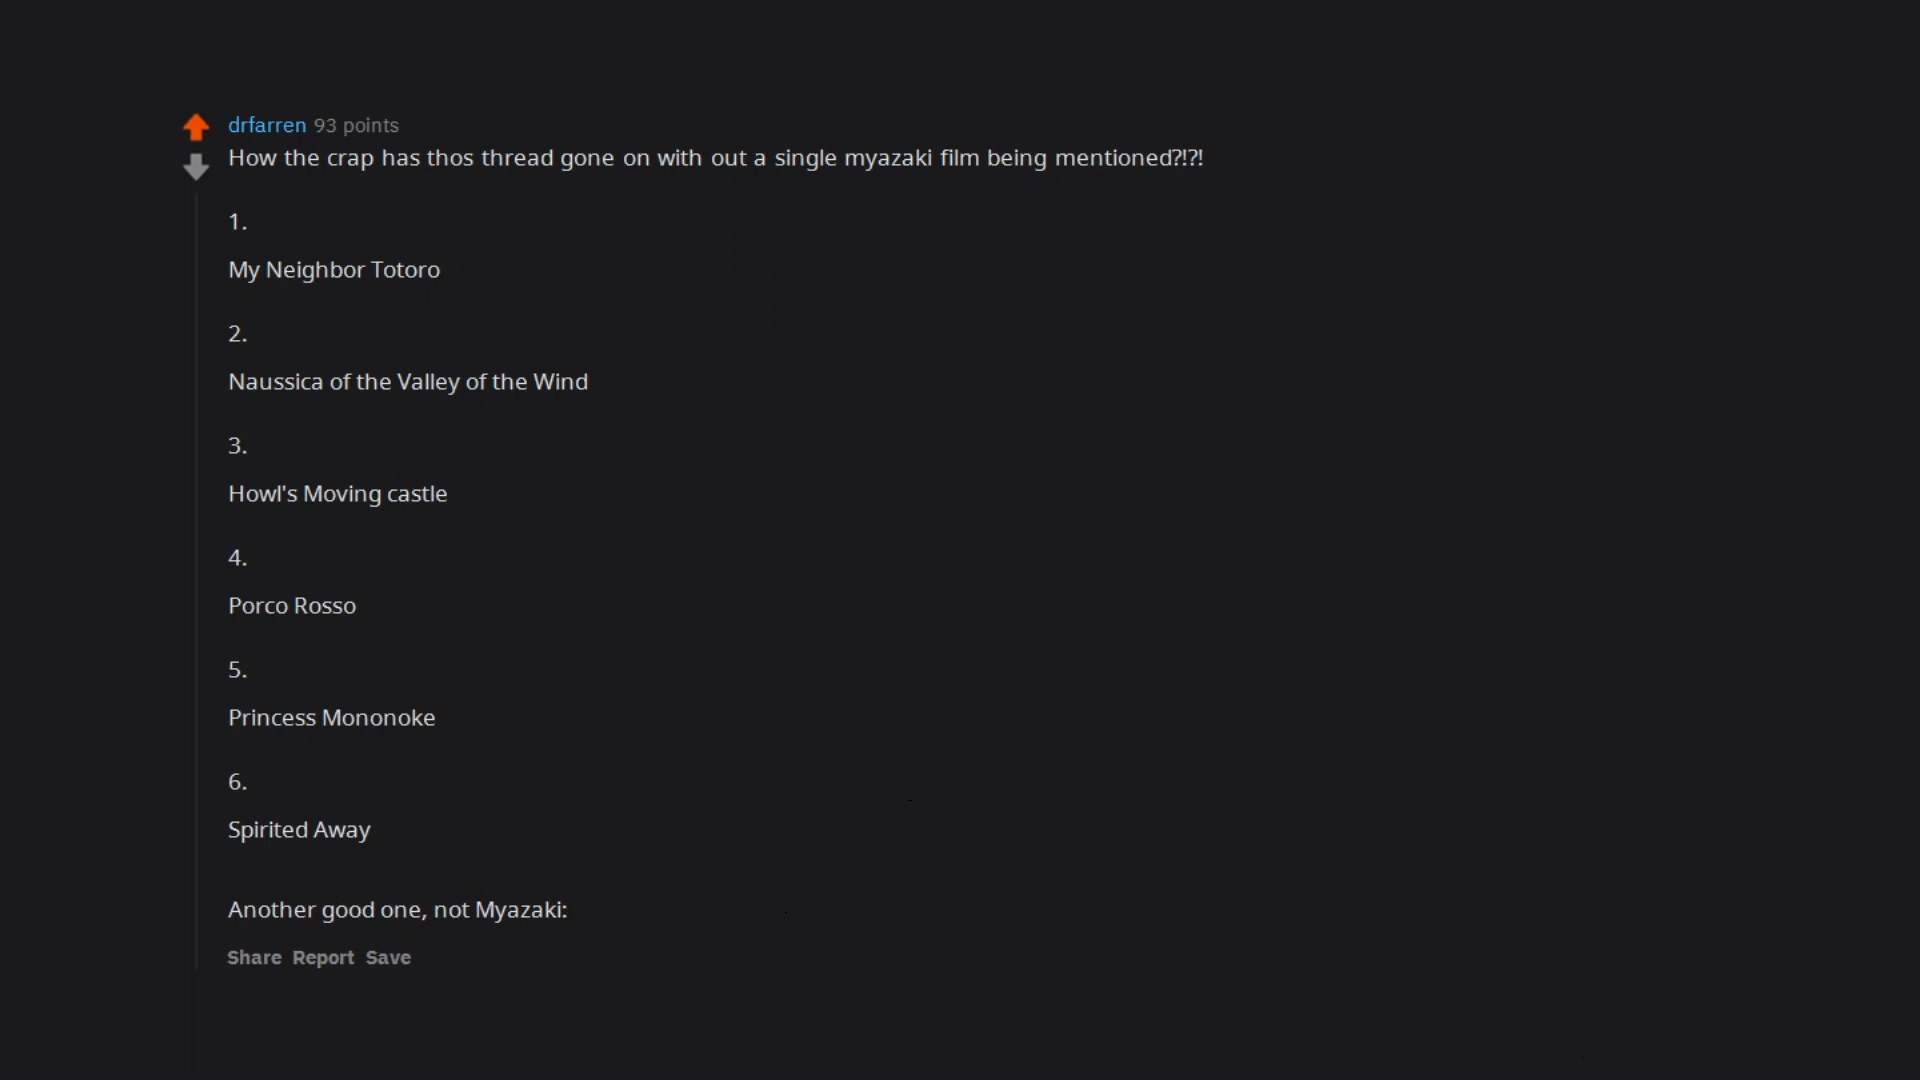 drfarren 93 points
How the crap has thos thread gone on with out a single myazaki film being mentioned?!?!
1.
My Neighbor Totoro
2.
Naussica of the Valley of the Wind
3.
Howl's Moving castle
4.
Porco Rosso
5.
Princess Mononoke
6.
Spirited Away
Another good one, not Myazaki:
Share Report Save